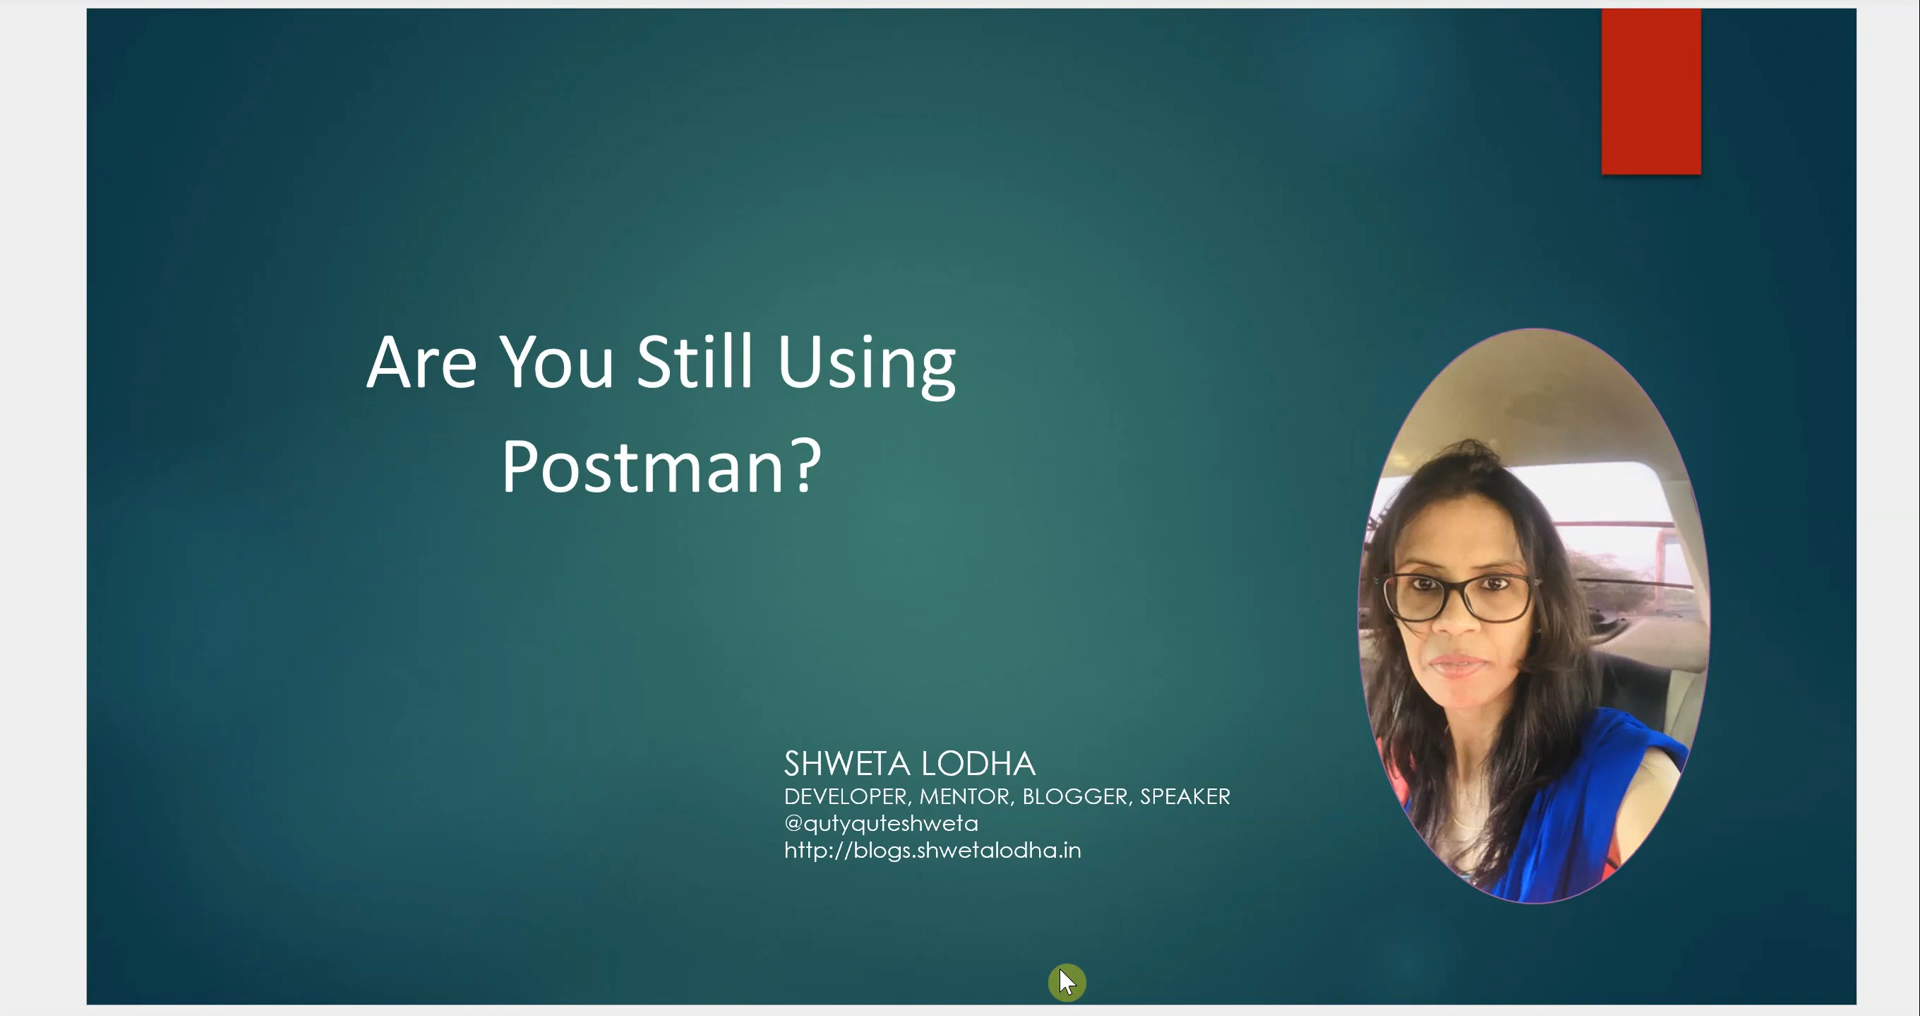 Are You Still Using
Postman?
SHWETA LODHA
DEVELOPER, MENTOR, BLOGGER, SPEAKER
@qutyquteshweta
http://blogs.shwetalodha.in